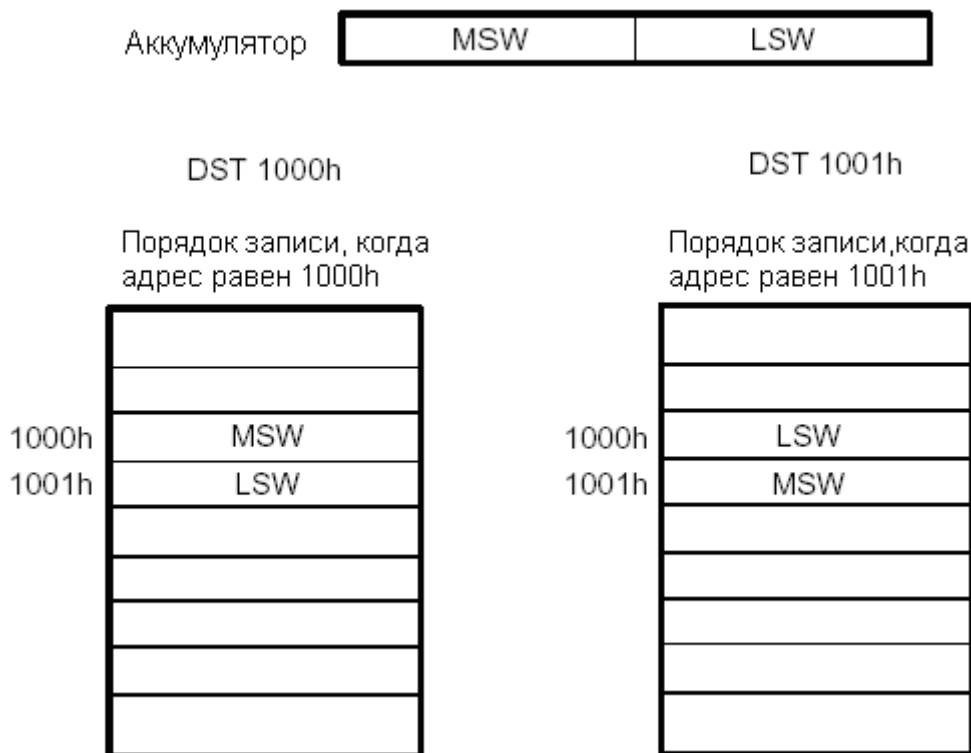 Аккумулятор MSW LSW
DST 1000h
DST 1001h
Порядок записи, когда
адрес равен 1000h
Порядок записи,когда
адрес равен 1001h
1000h MSW
1001h LSW
1000h LSW
1001h MSW